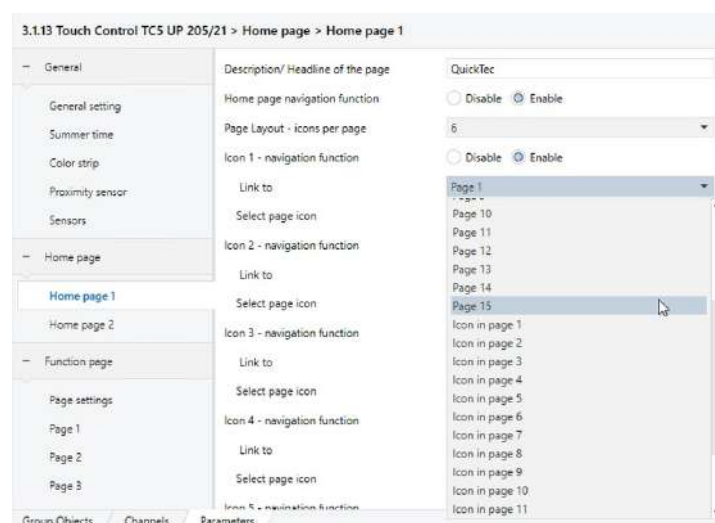 3.1.13 Touch Control TC5 UP 205/21 > Home page > Home page 1
General
General setting
Summer time
Color strip
Proximity sensor
Sensors
Home page
Home page 1
Home page 2
Function page
Page settings
Page 1
Page 2
Page 3
Description/ Headline of the page QuickTec
Home page navigation function Disable Enable
Page Layout - icons per page 6
Icon 1 - navigation function Disable Enable
Link to Page 1
Select page icon
Icon 2 - navigation function
Link to
Select page icon
Icon 3 - navigation function
Link to
Select page icon
Icon 4 - navigation function
Link to
Select page icon
Icon 5 - navigation function
Page 10
Page 11
Page 12
Page 13
Page 14
Page 15
Icon in page 1
Icon in page 2
Icon in page 3
Icon in page 4
Icon in page 5
Icon in page 6
Icon in page 7
Icon in page 8
Icon in page 9
Icon in page 10
Icon in page 11
Group Objects Channels Parameters